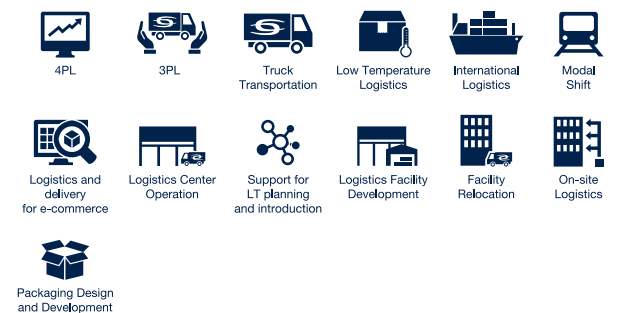 4PL
3PL
Truck
Transportation
Low Temperature
Logistics
International
Logistics
Modal
Shift
Logistics and
delivery
for e-commerce
Logistics Center
Operation
Support for
LT planning
and introduction
Logistics Facility
Development
Facility
Relocation
On-site
Logistics
Packaging Design
and Development